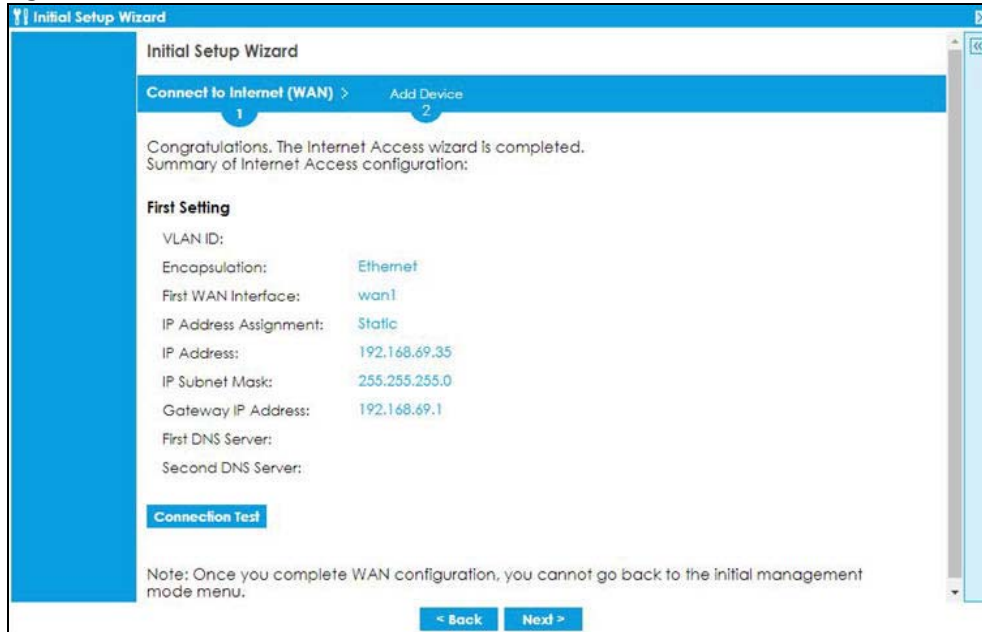 Initial Setup Wizard
Initial Setup Wizard
Connect to Internet (WAN) > Add Device
1 2
Congratulations. The Internet Access wizard is completed.
Summary of Internet Access configuration:
First Setting
VLAN ID:
Encapsulation: Ethernet
First WAN Interface: wan1
IP Address Assignment: Static
IP Address: 192.168.69.35
IP Subnet Mask: 255.255.255.0
Gateway IP Address: 192.168.69.1
First DNS Server:
Second DNS Server:
Connection Test
Note: Once you complete WAN configuration, you cannot go back to the initial management
mode menu.
< Back Next >